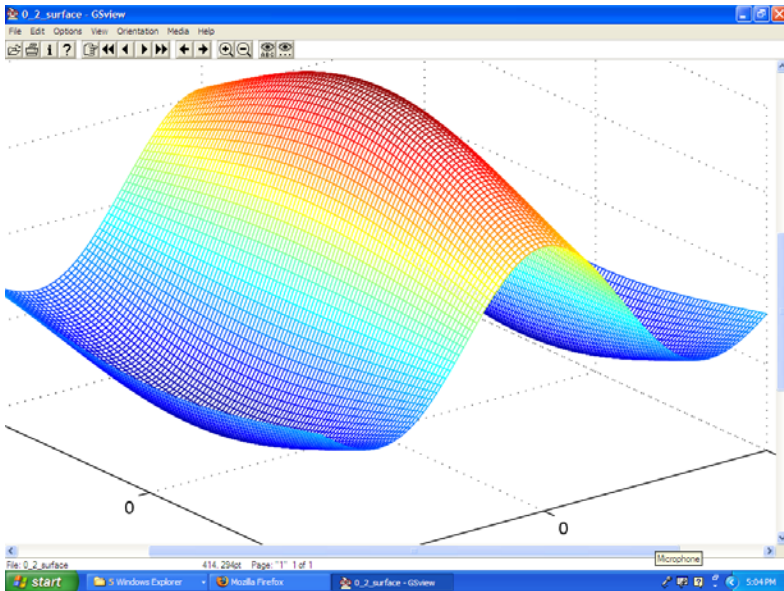 0_2_surface - GSview
File Edit Options View Orientation Media Help
i ?
ABC
0
0
Microphone
File: 0_2_surface 414, 294pt Page: "1" 1 of 1
start 5 Windows Explorer Mozilla Firefox 0_2_surface - GSview 5:04 PM